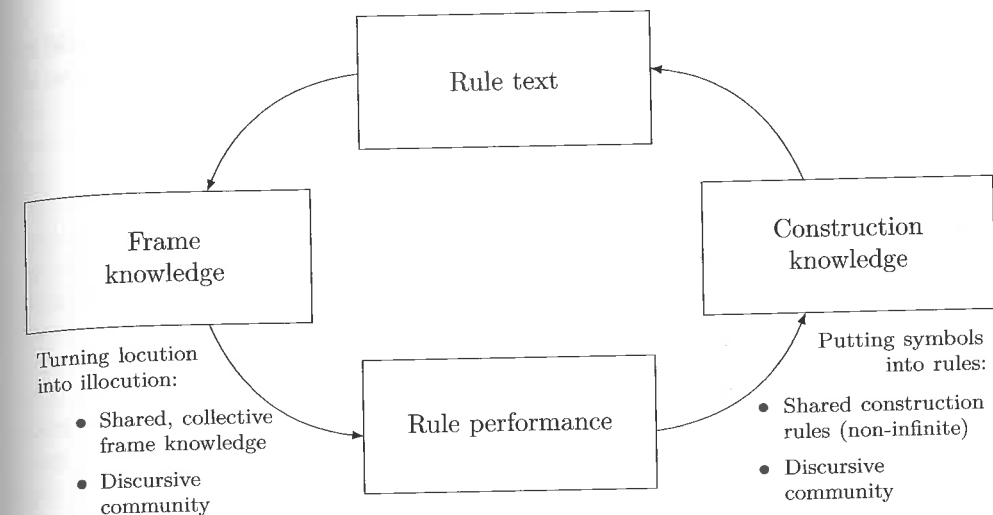 Rule text
Frame
knowledge
Construction
knowledge
Turning locution
into illocution:
• Shared, collective
frame knowledge
• Discursive
community
Rule performance
Putting symbols
into rules:
• Shared construction
rules (non-infinite)
• Discursive
community